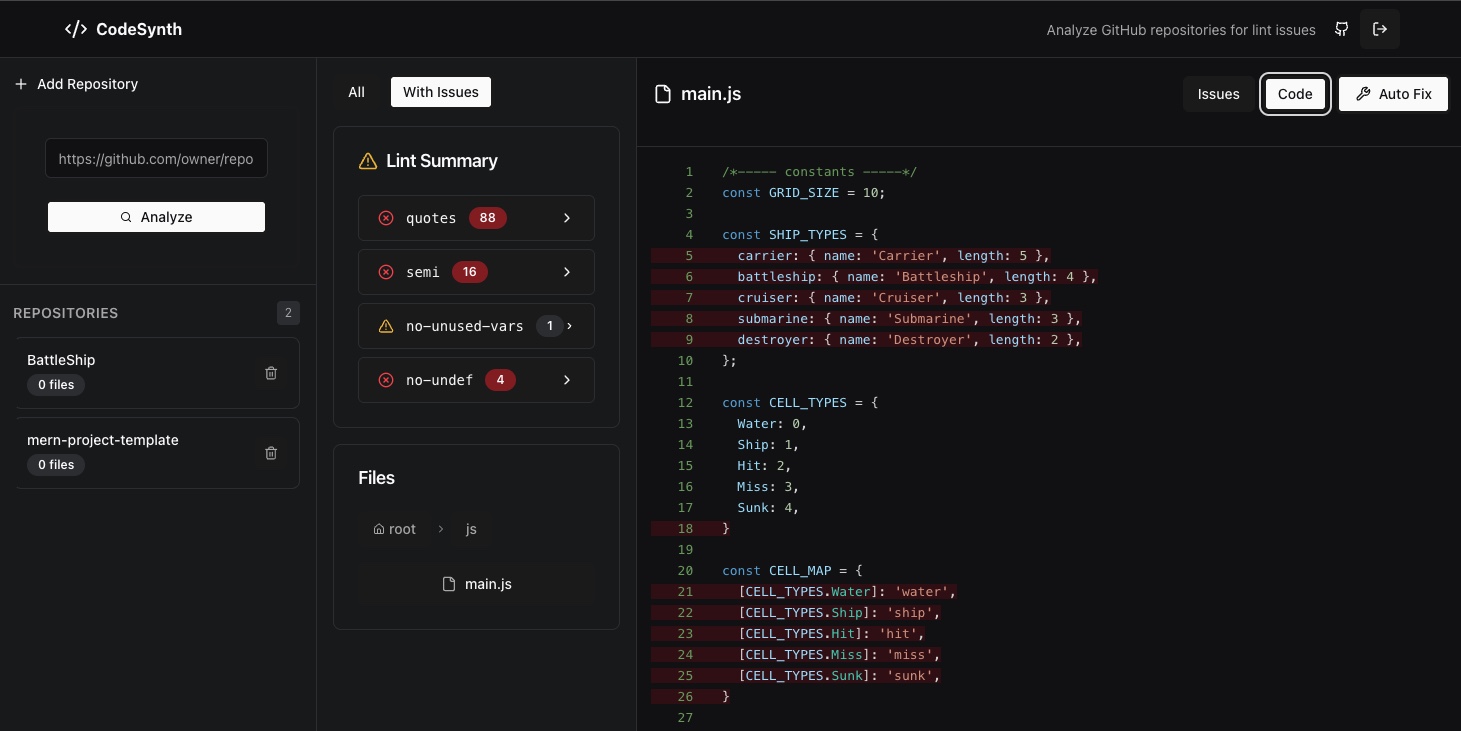 CodeSynth
Analyze GitHub repositories for lint issues
Add Repository
https://github.com/owner/repo
Analyze
REPOSITORIES
2
BattleShip
0 files
mern-project-template
0 files
All
With Issues
Lint Summary
quotes 88
semi 16
no-unused-vars 1
no-undef 4
Files
root > js
main.js
main.js
Issues
Code
Auto Fix
1 /*----- constants -----*/
2 const GRID_SIZE = 10;
3
4 const SHIP_TYPES = {
5   carrier: { name: 'Carrier', length: 5 },
6   battleship: { name: 'Battleship', length: 4 },
7   cruiser: { name: 'Cruiser', length: 3 },
8   submarine: { name: 'Submarine', length: 3 },
9   destroyer: { name: 'Destroyer', length: 2 },
10 };
11
12 const CELL_TYPES = {
13   Water: 0,
14   Ship: 1,
15   Hit: 2,
16   Miss: 3,
17   Sunk: 4,
18 }
19
20 const CELL_MAP = {
21   [CELL_TYPES.Water]: 'water',
22   [CELL_TYPES.Ship]: 'ship',
23   [CELL_TYPES.Hit]: 'hit',
24   [CELL_TYPES.Miss]: 'miss',
25   [CELL_TYPES.Sunk]: 'sunk',
26 }
27